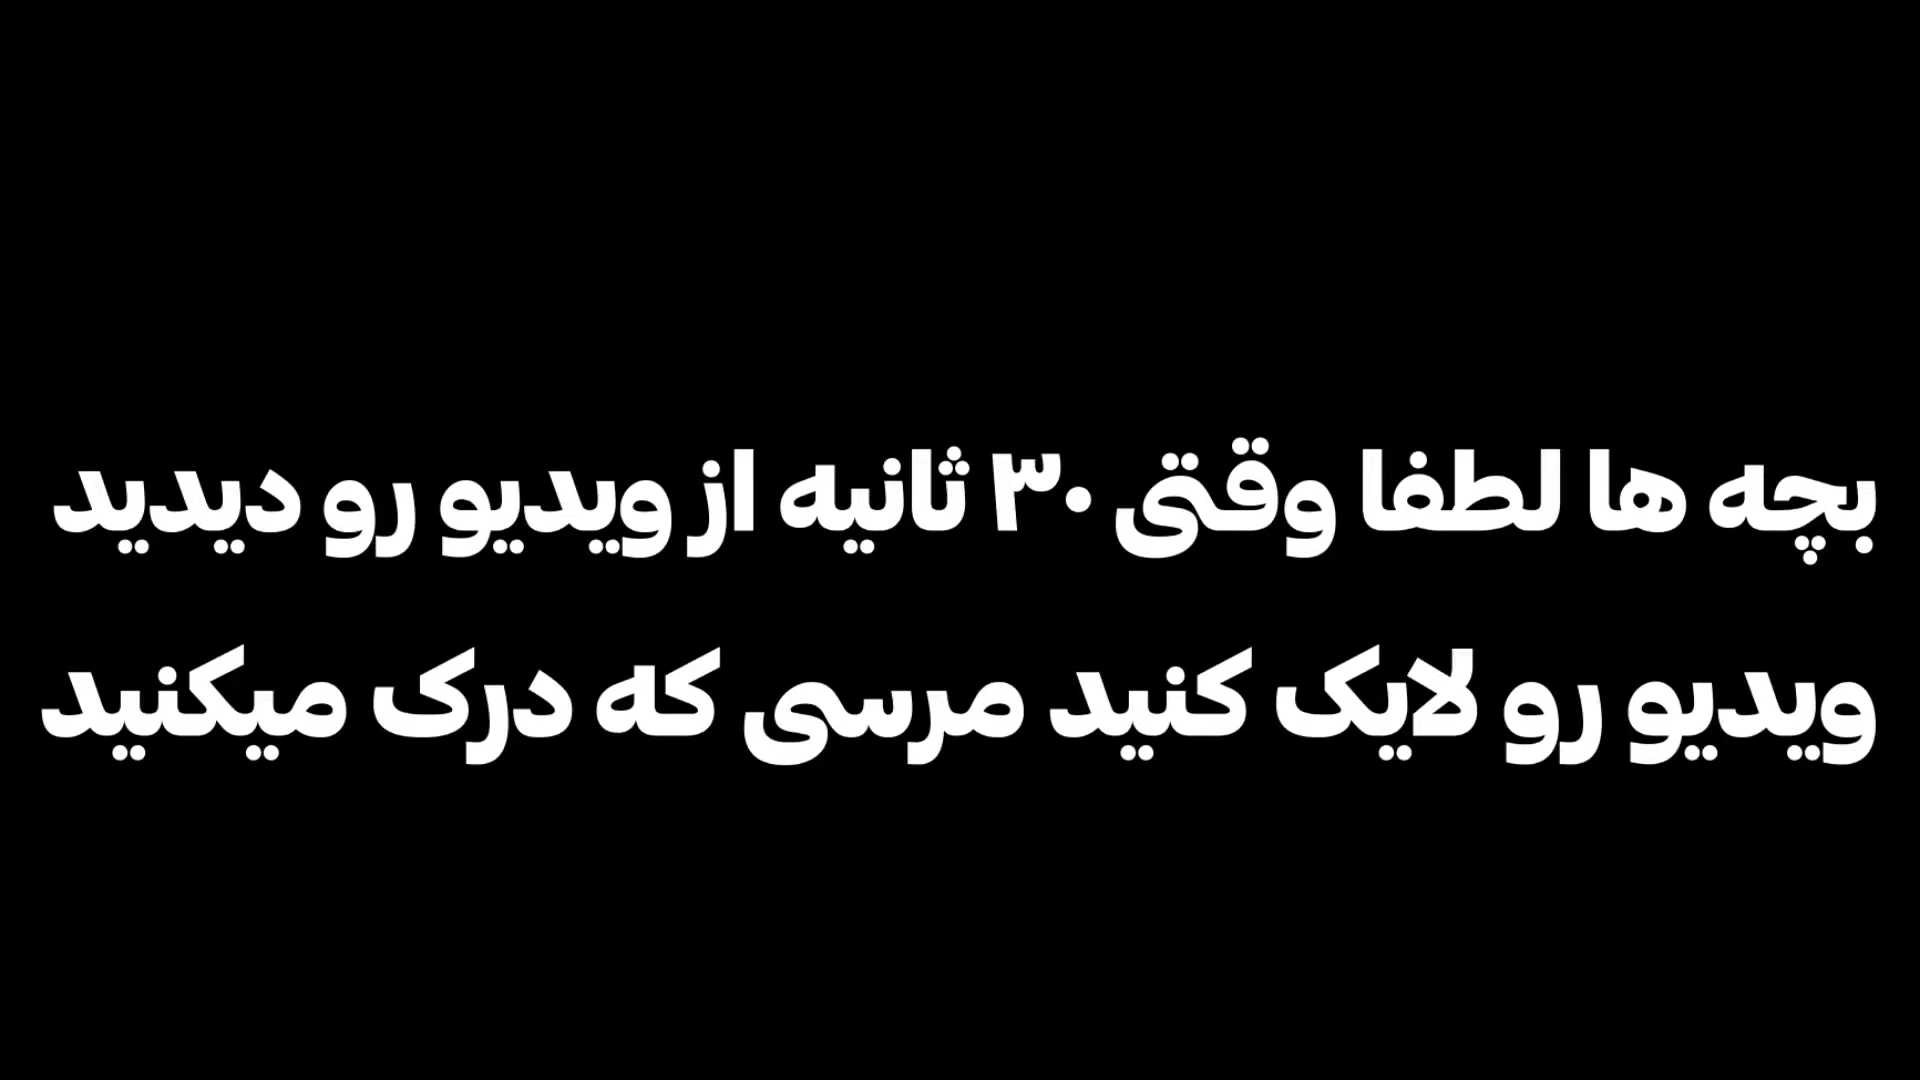 بچه ها لطفا وقتی ۳۰ ثانیه از ویدیو رو دیدید
ویدیو رو لایک کنید مرسی که درک میکنید